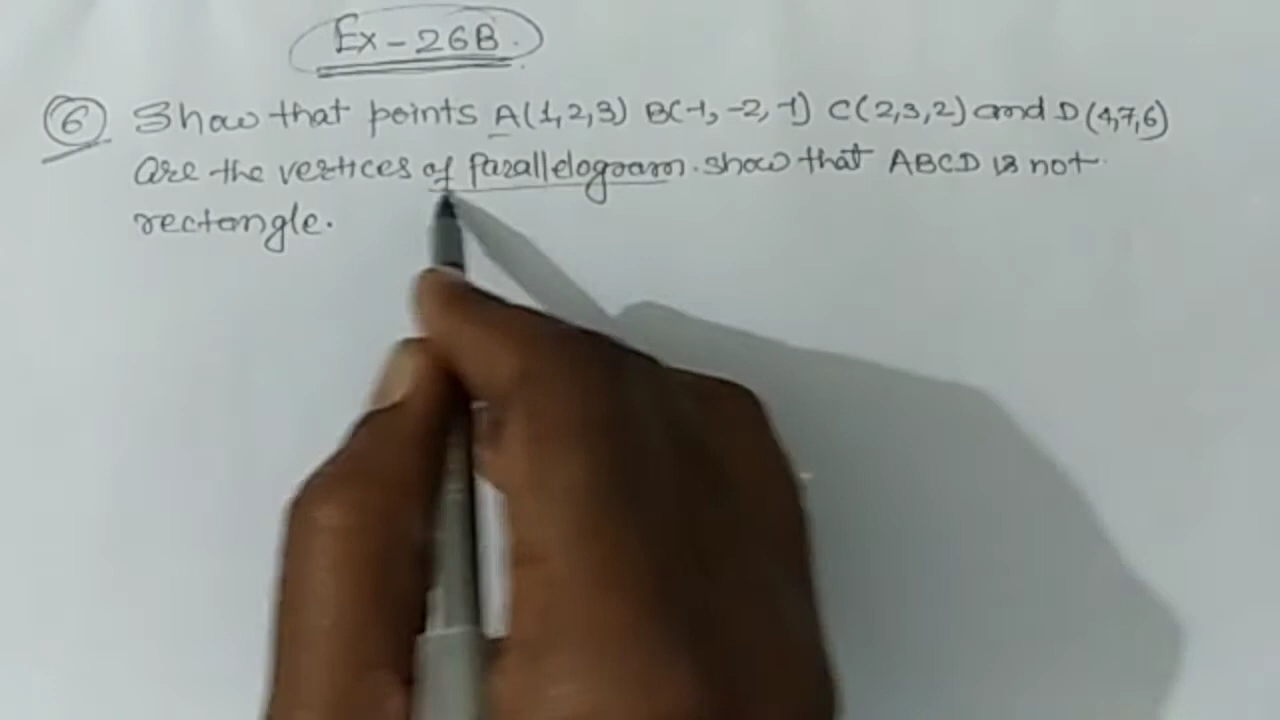 Ex-26B.
6 Show that points A(1,2,3) B(-1,-2,-1) C(2,3,2) and D(4,7,6)
are the vertices of parallelogram. show that ABCD is not
rectangle.